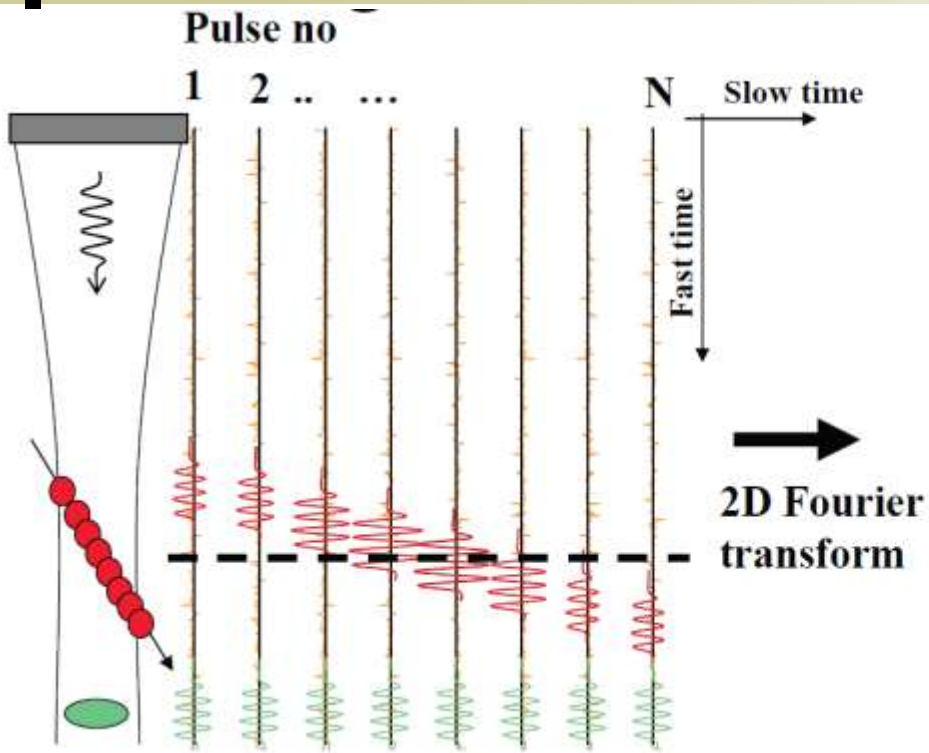 Pulse no
1 2 .. ... N Slow time
Fast time
2D Fourier
transform